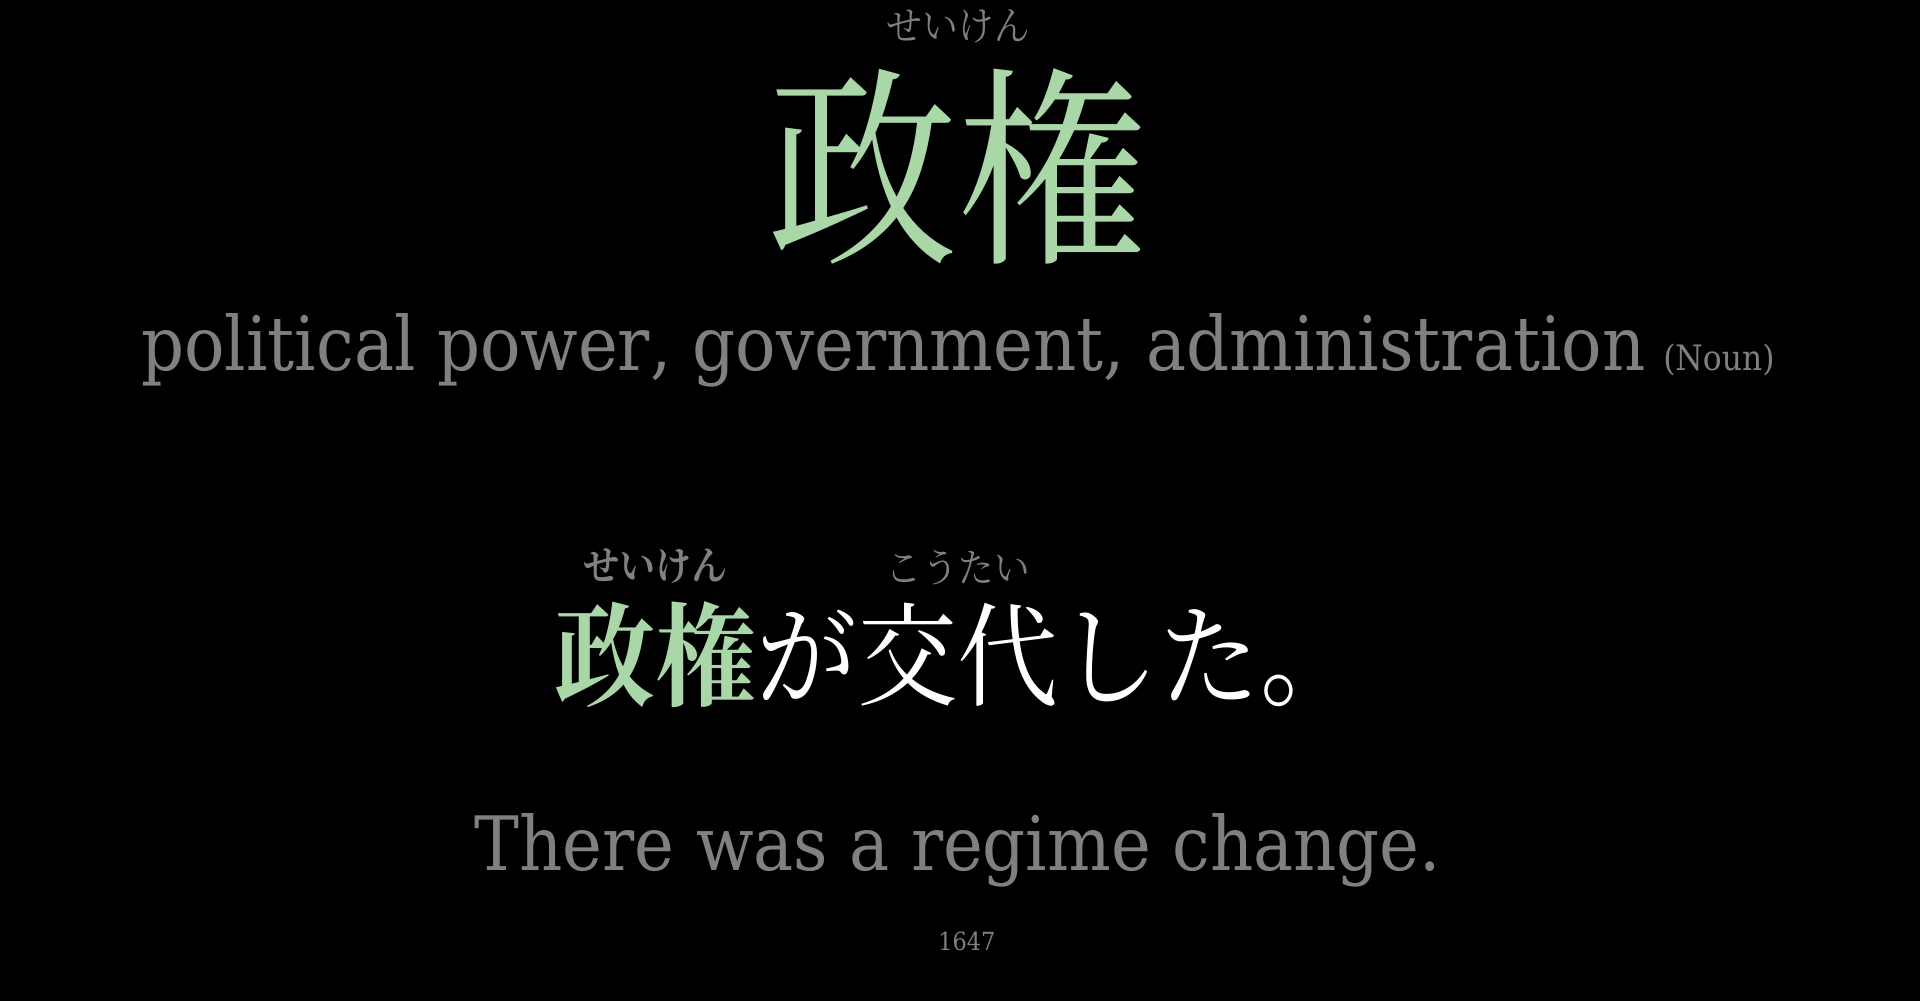 せいけん
政権
political power, government, administration (Noun)
せいけん こうたい
政権が交代した。
There was a regime change.
1647